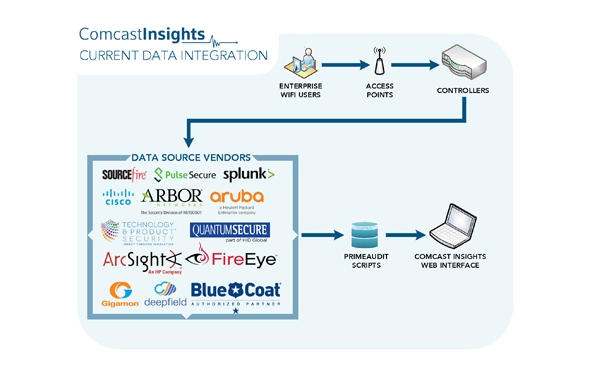 ComcastInsights
CURRENT DATA INTEGRATION
ENTERPRISE
WIFI USERS
ACCESS
POINTS
CONTROLLERS
DATA SOURCE VENDORS
SOURCEfire
Pulse Secure
splunk>
CISCO
ARBOR
NETWORKS
The Security Division of NETSCOUT
aruba
a Hewlett Packard
Enterprise company
TECHNOLOGY
& PRODUCT
SECURITY
QUANTUMSECURE
part of HID Global
PRIMEAUDIT
SCRIPTS
COMCAST INSIGHTS
WEB INTERFACE
ArcSight
An HP Company
FireEye
Gigamon
deepfield
Blue Coat
AUTHORIZED PARTNER